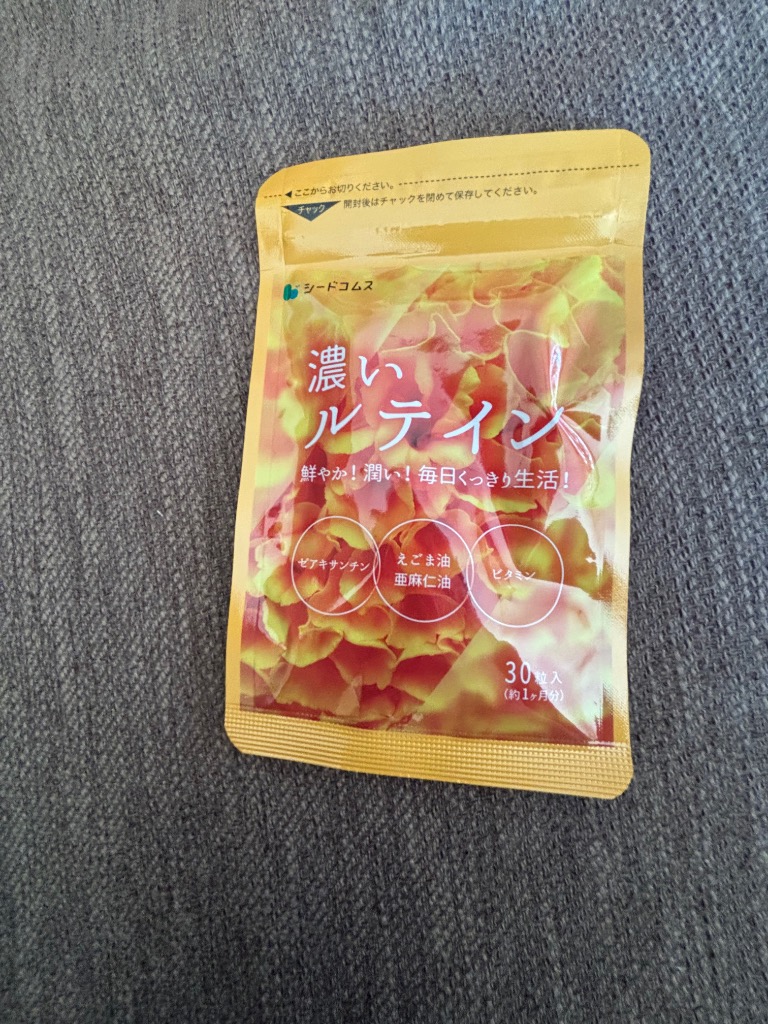 ここからお切りください。
チャック
開封後はチャックを閉めて保存してください。
シードコムス
濃い
ルテイン
鮮やか！潤い！毎日くっきり生活！
ゼアキサンチン
えごま油
亜麻仁油
ビタミン
30粒入
(約1ヶ月分)